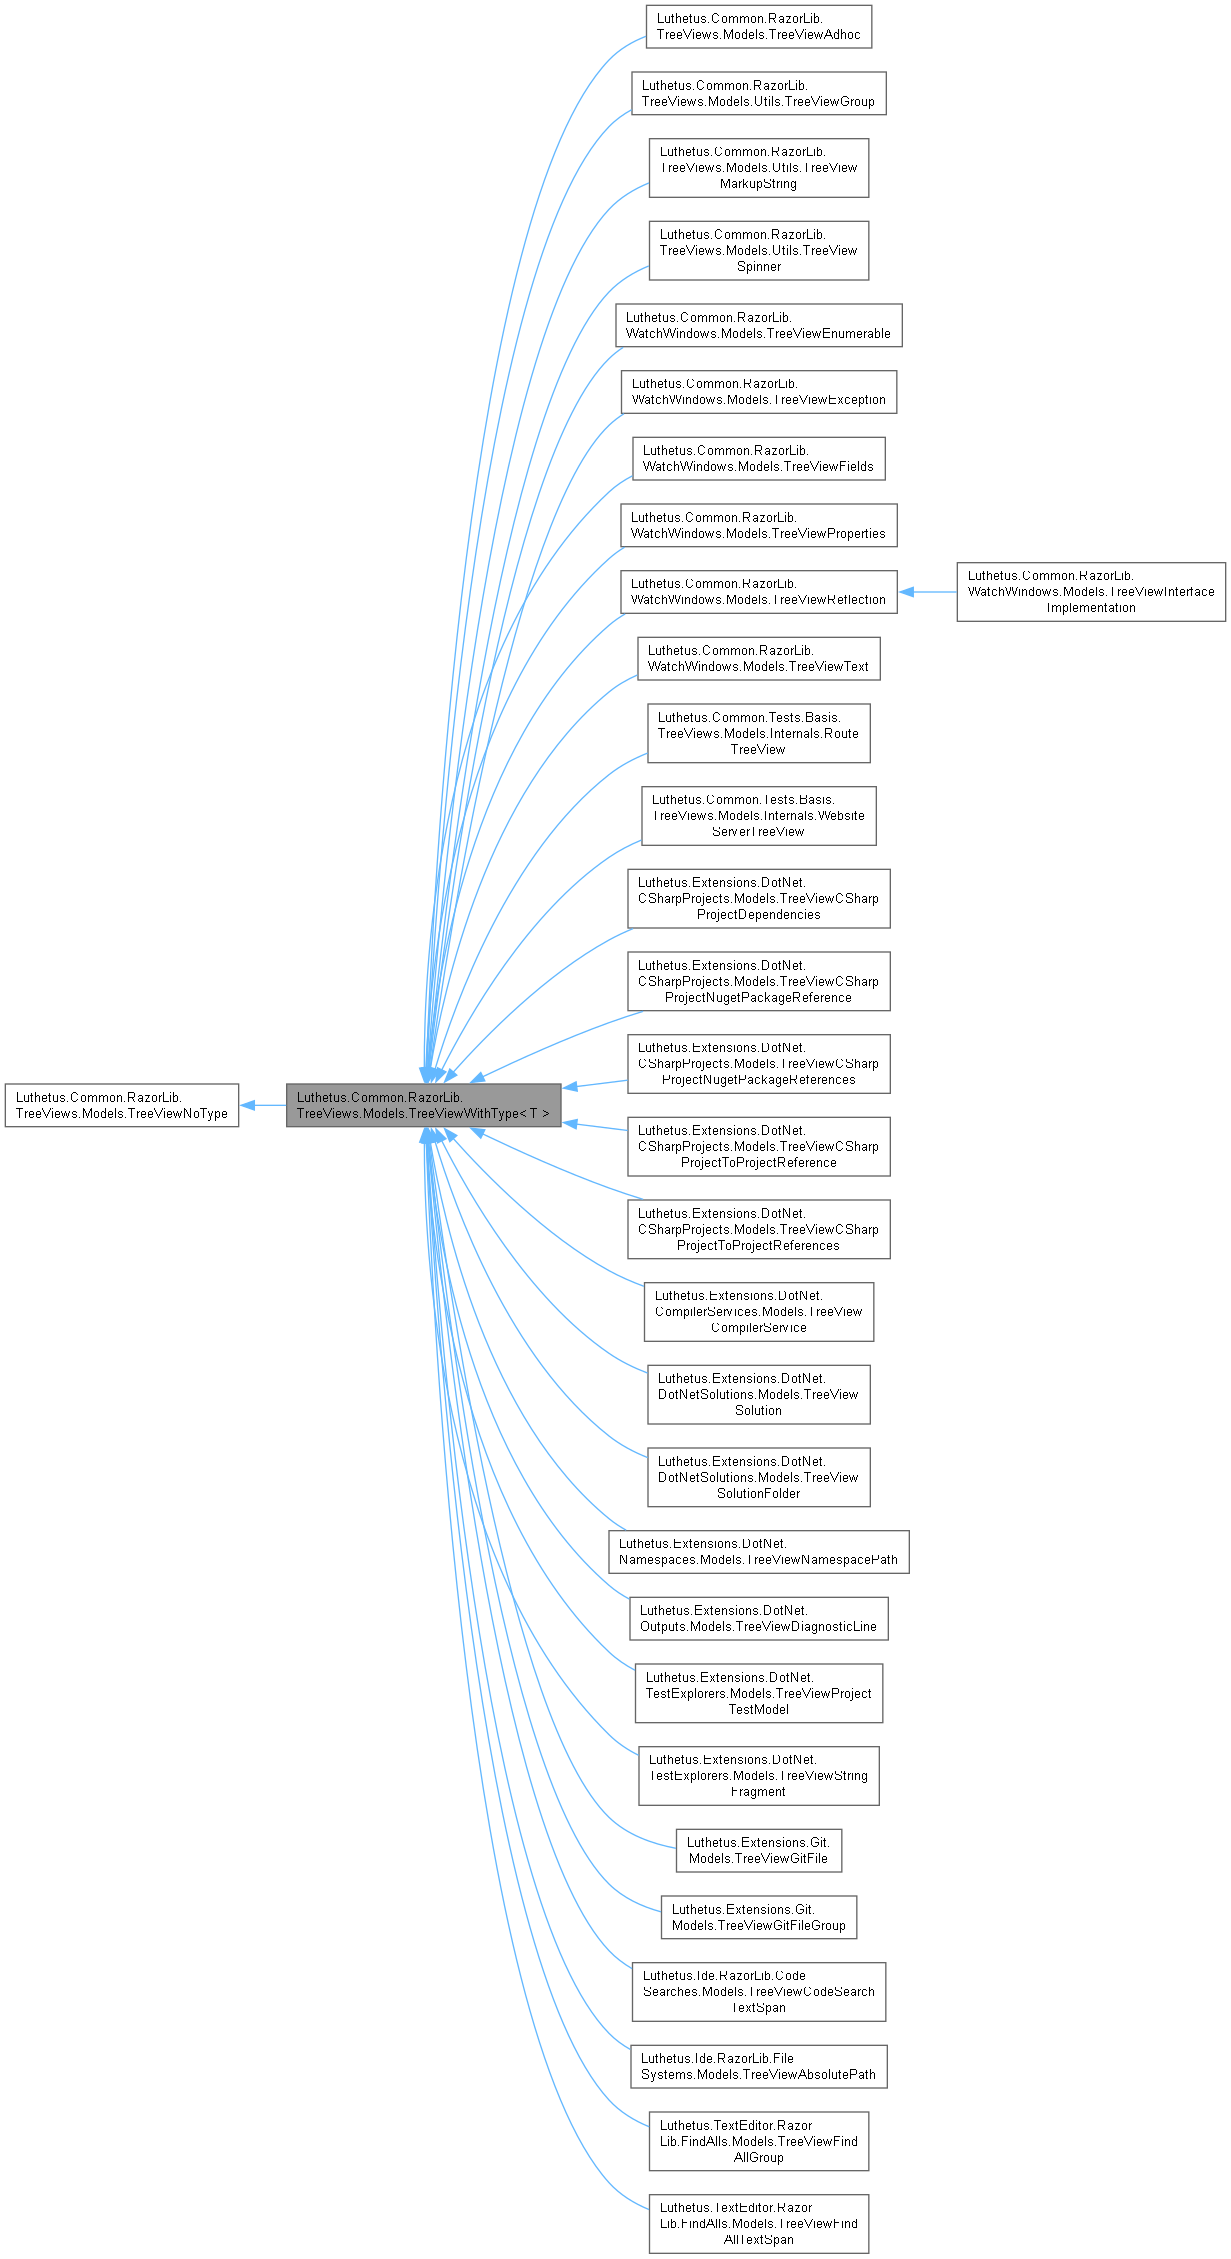 Luthetus.Common.RazorLib.
TreeViews.Models.TreeViewAdhoc
Luthetus.Common.RazorLib.
TreeViews.Models.Utils.TreeViewGroup
Luthetus.Common.RazorLib.
TreeViews.Models.Utils.TreeView
MarkupString
Luthetus.Common.RazorLib.
TreeViews.Models.Utils.TreeView
Spinner
Luthetus.Common.RazorLib.
WatchWindows.Models.TreeViewEnumerable
Luthetus.Common.RazorLib.
WatchWindows.Models.TreeViewException
Luthetus.Common.RazorLib.
WatchWindows.Models.TreeViewFields
Luthetus.Common.RazorLib.
WatchWindows.Models.TreeViewProperties
Luthetus.Common.RazorLib.
WatchWindows.Models.TreeViewReflection
Luthetus.Common.RazorLib.
WatchWindows.Models.TreeViewInterface
Implementation
Luthetus.Common.RazorLib.
WatchWindows.Models.TreeViewText
Luthetus.Common.Tests.Basis.
TreeViews.Models.Internals.Route
TreeView
Luthetus.Common.Tests.Basis.
TreeViews.Models.Internals.Website
ServerTreeView
Luthetus.Extensions.DotNet.
CSharpProjects.Models.TreeViewCSharp
ProjectDependencies
Luthetus.Extensions.DotNet.
CSharpProjects.Models.TreeViewCSharp
ProjectNugetPackageReference
Luthetus.Extensions.DotNet.
CSharpProjects.Models.TreeViewCSharp
ProjectNugetPackageReferences
Luthetus.Common.RazorLib.
TreeViews.Models.TreeViewNoType
Luthetus.Common.RazorLib.
TreeViews.Models.TreeViewWithType< T >
Luthetus.Extensions.DotNet.
CSharpProjects.Models.TreeViewCSharp
ProjectToProjectReference
Luthetus.Extensions.DotNet.
CSharpProjects.Models.TreeViewCSharp
ProjectToProjectReferences
Luthetus.Extensions.DotNet.
CompilerServices.Models.TreeView
CompilerService
Luthetus.Extensions.DotNet.
DotNetSolutions.Models.TreeView
Solution
Luthetus.Extensions.DotNet.
DotNetSolutions.Models.TreeView
SolutionFolder
Luthetus.Extensions.DotNet.
Namespaces.Models.TreeViewNamespacePath
Luthetus.Extensions.DotNet.
Outputs.Models.TreeViewDiagnosticLine
Luthetus.Extensions.DotNet.
TestExplorers.Models.TreeViewProject
TestModel
Luthetus.Extensions.DotNet.
TestExplorers.Models.TreeViewString
Fragment
Luthetus.Extensions.Git.
Models.TreeViewGitFile
Luthetus.Extensions.Git.
Models.TreeViewGitFileGroup
Luthetus.Ide.RazorLib.Code
Searches.Models.TreeViewCodeSearch
TextSpan
Luthetus.Ide.RazorLib.File
Systems.Models.TreeViewAbsolutePath
Luthetus.TextEditor.Razor
Lib.FindAlls.Models.TreeViewFind
AllGroup
Luthetus.TextEditor.Razor
Lib.FindAlls.Models.TreeViewFind
AllTextSpan